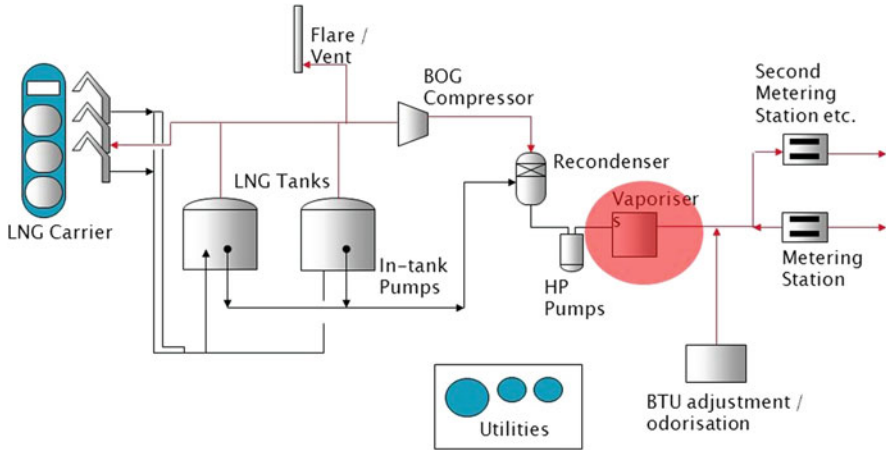 Flare /
Vent
BOG
Compressor
Second
Metering
Station etc.
Recondenser
LNG Tanks
Vaporiser
s
LNG Carrier
In-tank
Pumps
HP
Pumps
Metering
Station
BTU adjustment /
odorisation
Utilities